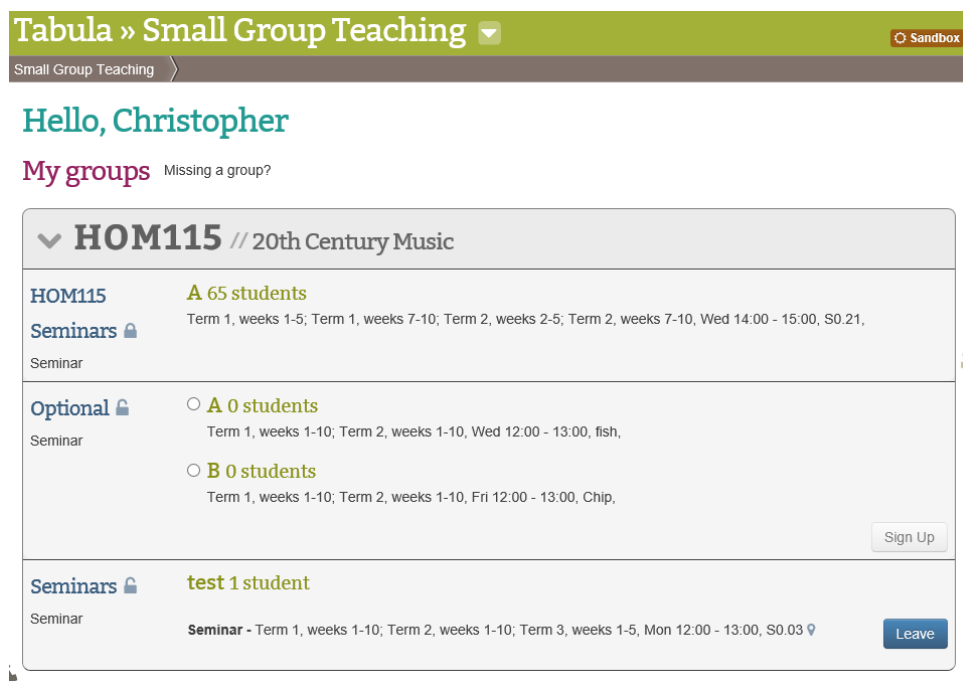 Tabula » Small Group Teaching
Sandbox
Small Group Teaching
Hello, Christopher
My groups Missing a group?
HOM115 // 20th Century Music
HOM115
Seminars
Seminar
A 65 students
Term 1, weeks 1-5; Term 1, weeks 7-10; Term 2, weeks 2-5; Term 2, weeks 7-10, Wed 14:00 - 15:00, S0.21,
Optional
Seminar
A 0 students
Term 1, weeks 1-10; Term 2, weeks 1-10, Wed 12:00 - 13:00, fish,
B 0 students
Term 1, weeks 1-10; Term 2, weeks 1-10, Fri 12:00 - 13:00, Chip,
Sign Up
Seminars
Seminar
test 1 student
Seminar - Term 1, weeks 1-10; Term 2, weeks 1-10; Term 3, weeks 1-5, Mon 12:00 - 13:00, S0.03
Leave